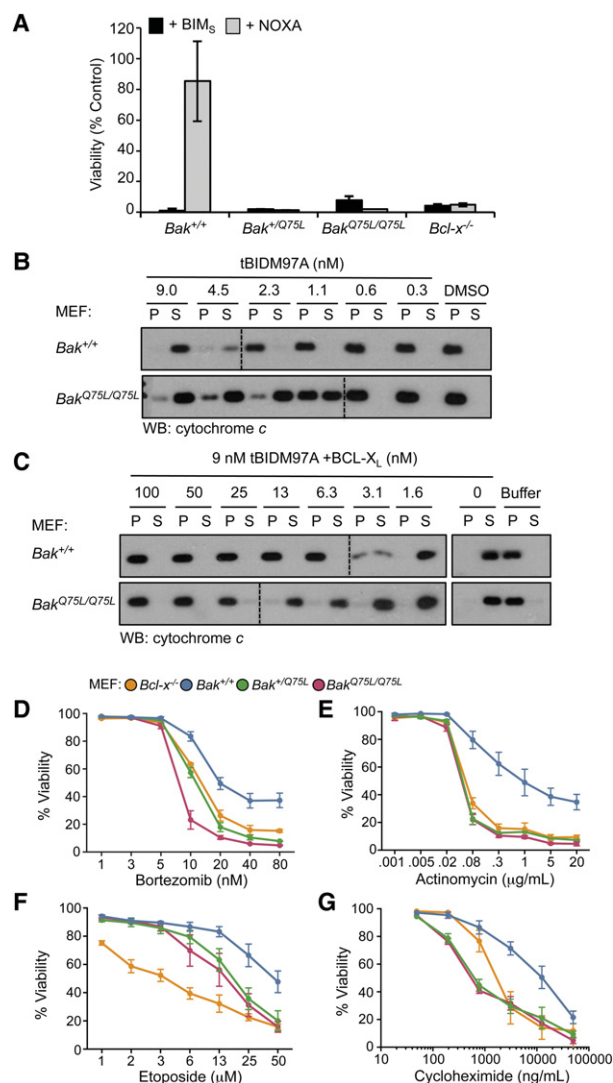 A
+ BIMS
+ NOXA
Viability (% Control)
120
100
80
60
40
20
0
Bak+/+
Bak+/Q75L
BakQ75L/Q75L
Bcl-x-/-
B
tBIDM97A (nM)
9.0 4.5 2.3 1.1 0.6 0.3 DMSO
MEF: P S P S P S P S P S P S P S
Bak+/+
BakQ75L/Q75L
WB: cytochrome c
C
9 nM tBIDM97A +BCL-XL (nM)
100 50 25 13 6.3 3.1 1.6 0 Buffer
MEF: P S P S P S P S P S P S P S P S P S
Bak+/+
BakQ75L/Q75L
WB: cytochrome c
MEF: Bcl-x-/- Bak+/+ Bak+/Q75L BakQ75L/Q75L
D
% Viability
100
80
60
40
20
0
1 3 5 10 20 40 80
Bortezomib (nM)
E
% Viability
100
80
60
40
20
0
.001 .005 .02 .08 .3 1 5 20
Actinomycin (μg/mL)
F
% Viability
100
80
60
40
20
0
1 2 3 6 13 25 50
Etoposide (μM)
G
% Viability
100
80
60
40
20
0
10 100 1000 10000 100000
Cycloheximide (ng/mL)